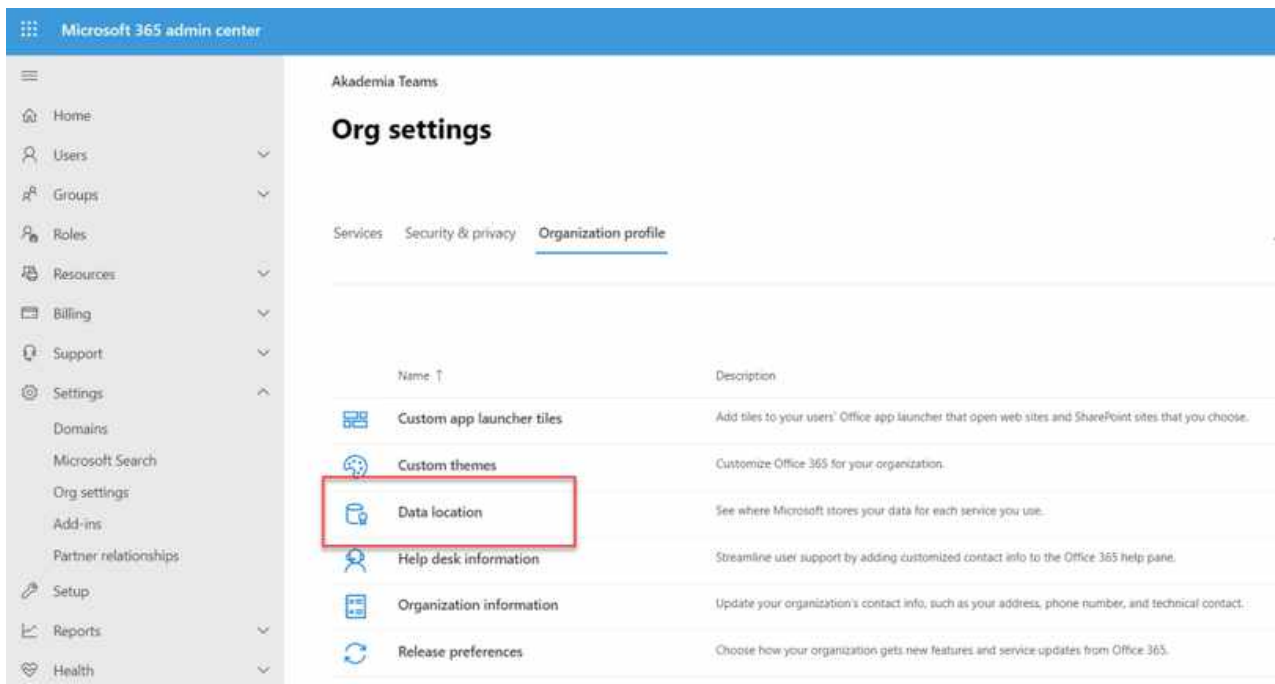 Microsoft 365 admin center
Akademia Teams
Home
Org settings
Users
Groups
Roles
Services Security & privacy Organization profile
Resources
Billing
Support
Name ↑ Description
Settings
Custom app launcher tiles Add tiles to your users' Office app launcher that open web sites and SharePoint sites that you choose.
Domains
Microsoft Search
Custom themes Customize Office 365 for your organization.
Org settings
Data location See where Microsoft stores your data for each service you use.
Add-ins
Partner relationships
Help desk information Streamline user support by adding customized contact info to the Office 365 help pane.
Setup
Organization information Update your organization's contact info, such as your address, phone number, and technical contact.
Reports
Release preferences Choose how your organization gets new features and service updates from Office 365.
Health